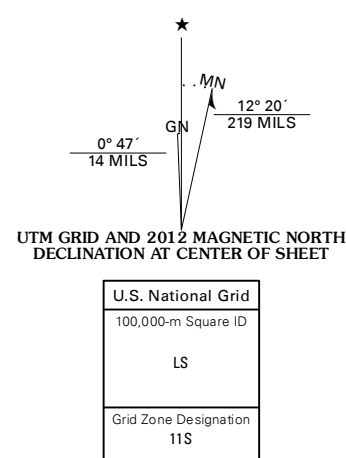 ★
MN
GN
12° 20´
219 MILS
0° 47´
14 MILS
UTM GRID AND 2012 MAGNETIC NORTH
DECLINATION AT CENTER OF SHEET
U.S. National Grid
100,000-m Square ID
LS
Grid Zone Designation
11S